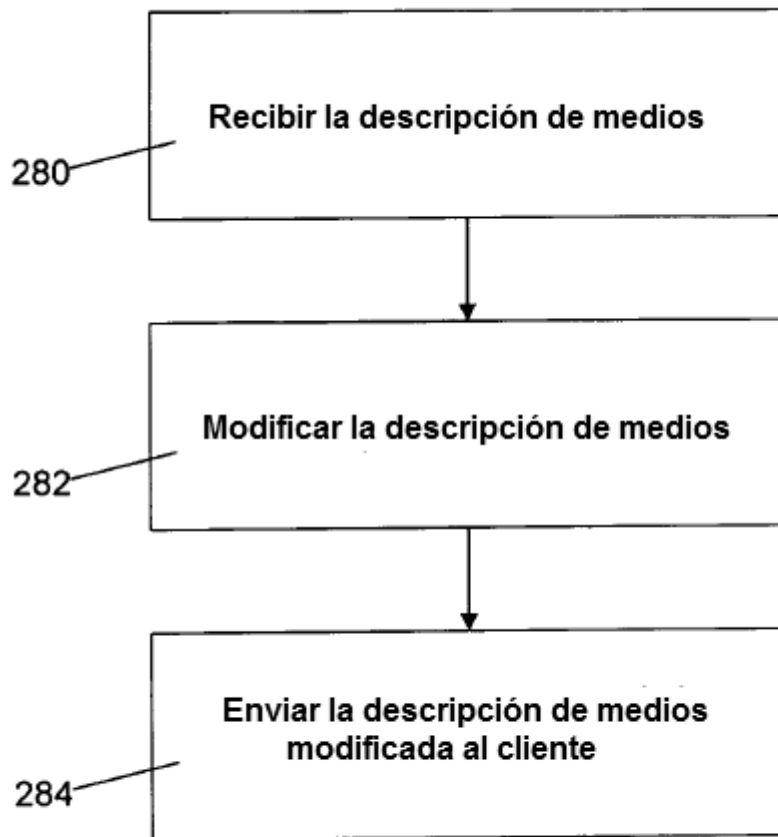 Recibir la descripción de medios
280
Modificar la descripción de medios
282
Enviar la descripción de medios
modificada al cliente
284